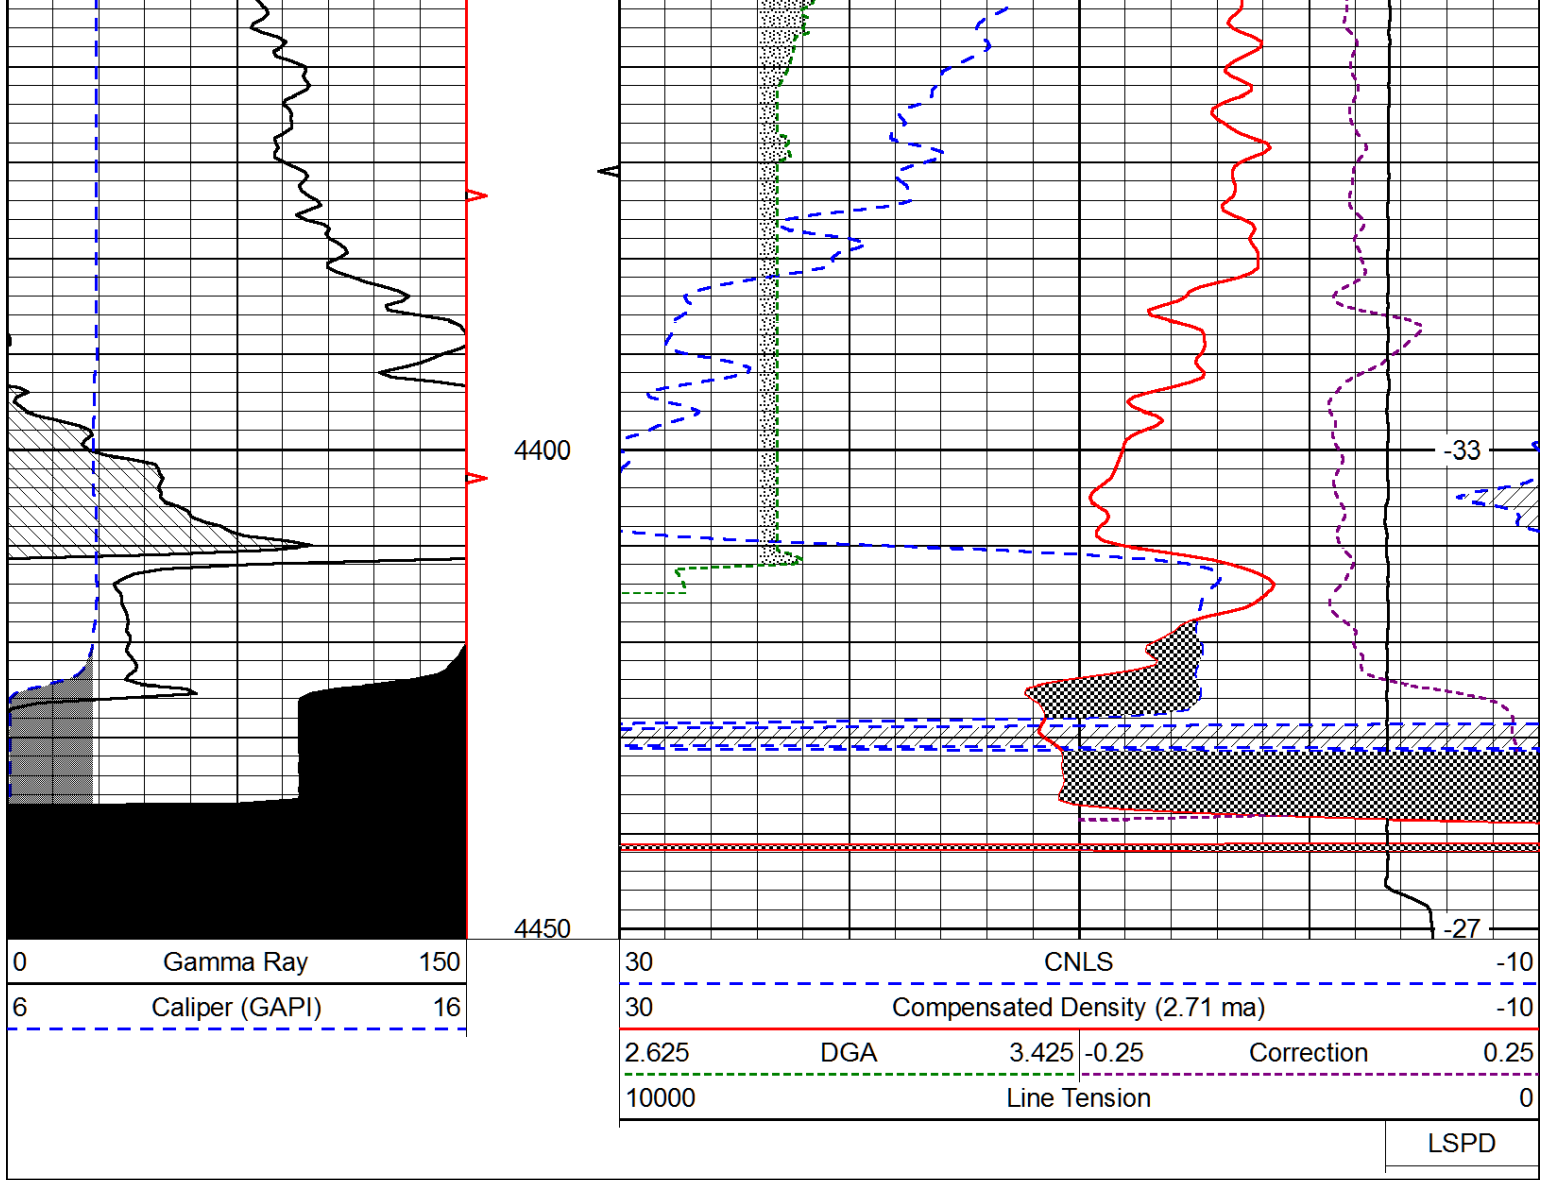 4400 -33
4450 -27
0 Gamma Ray 150
6 Caliper (GAPI) 16
30 CNLS -10
30 Compensated Density (2.71 ma) -10
2.625 DGA 3.425 -0.25 Correction 0.25
10000 Line Tension 0
LSPD